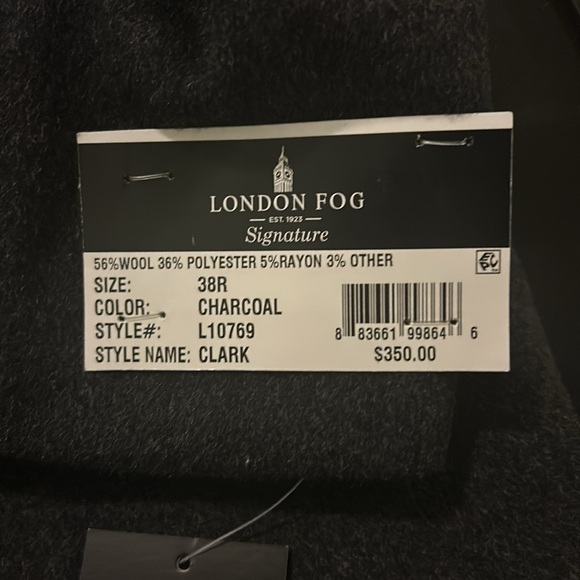 LONDON FOG
EST. 1923
Signature
56%WOOL 36% POLYESTER 5%RAYON 3% OTHER
SIZE: 38R
COLOR: CHARCOAL
STYLE#: L10769
STYLE NAME: CLARK
8 83661 99864 6
$350.00